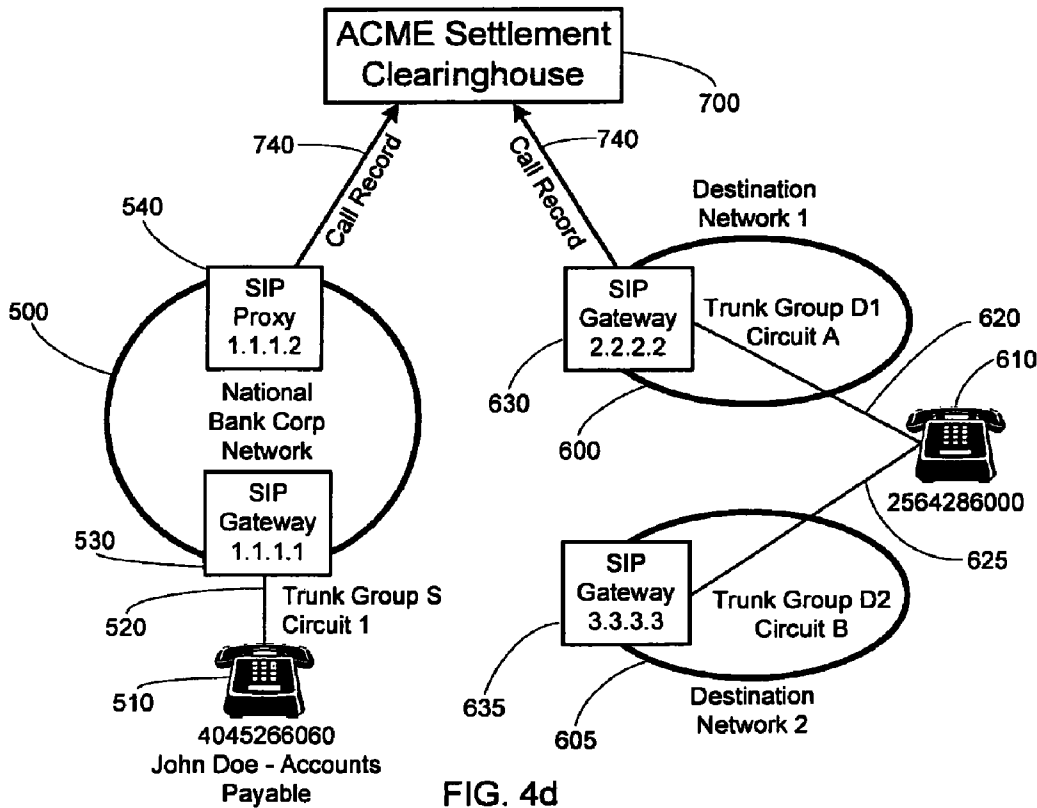 ACME Settlement
Clearinghouse
700
740
Call Record
740
Call Record
540
SIP
Proxy
1.1.1.2
500
National
Bank Corp
Network
SIP
Gateway
1.1.1.1
530
520
Trunk Group S
Circuit 1
510
4045266060
John Doe - Accounts
Payable
Destination
Network 1
SIP
Gateway
2.2.2.2
Trunk Group D1
Circuit A
630
600
620
610
2564286000
625
SIP
Gateway
3.3.3.3
Trunk Group D2
Circuit B
635
605
Destination
Network 2
FIG. 4d